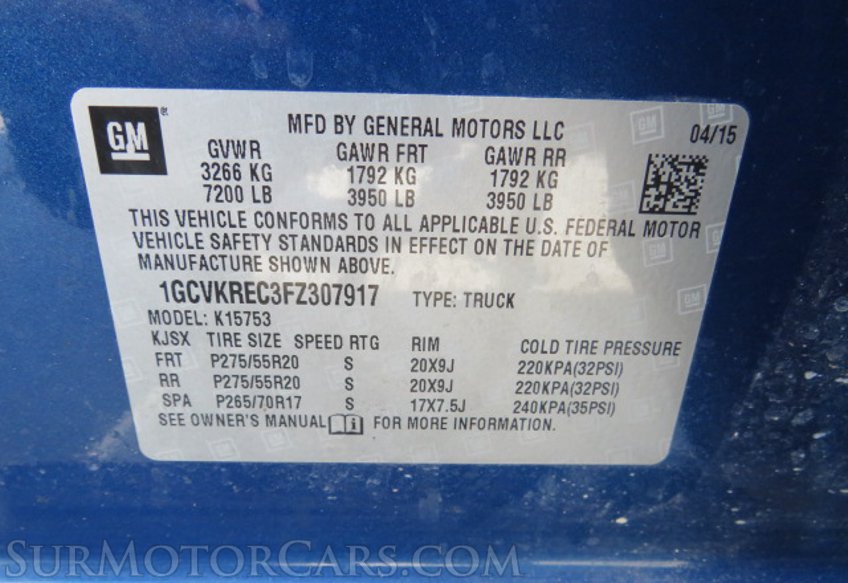 GM® MFD BY GENERAL MOTORS LLC 04/15
GVWR GAWR FRT GAWR RR
3266 KG 1792 KG 1792 KG
7200 LB 3950 LB 3950 LB
THIS VEHICLE CONFORMS TO ALL APPLICABLE U.S. FEDERAL MOTOR
VEHICLE SAFETY STANDARDS IN EFFECT ON THE DATE OF
MANUFACTURE SHOWN ABOVE.
1GCVKREC3FZ307917 TYPE: TRUCK
MODEL: K15753
KJSX TIRE SIZE SPEED RTG RIM COLD TIRE PRESSURE
FRT P275/55R20 S 20X9J 220KPA(32PSI)
RR P275/55R20 S 20X9J 220KPA(32PSI)
SPA P265/70R17 S 17X7.5J 240KPA(35PSI)
SEE OWNER'S MANUAL i FOR MORE INFORMATION.
SURMOTORCARS.COM